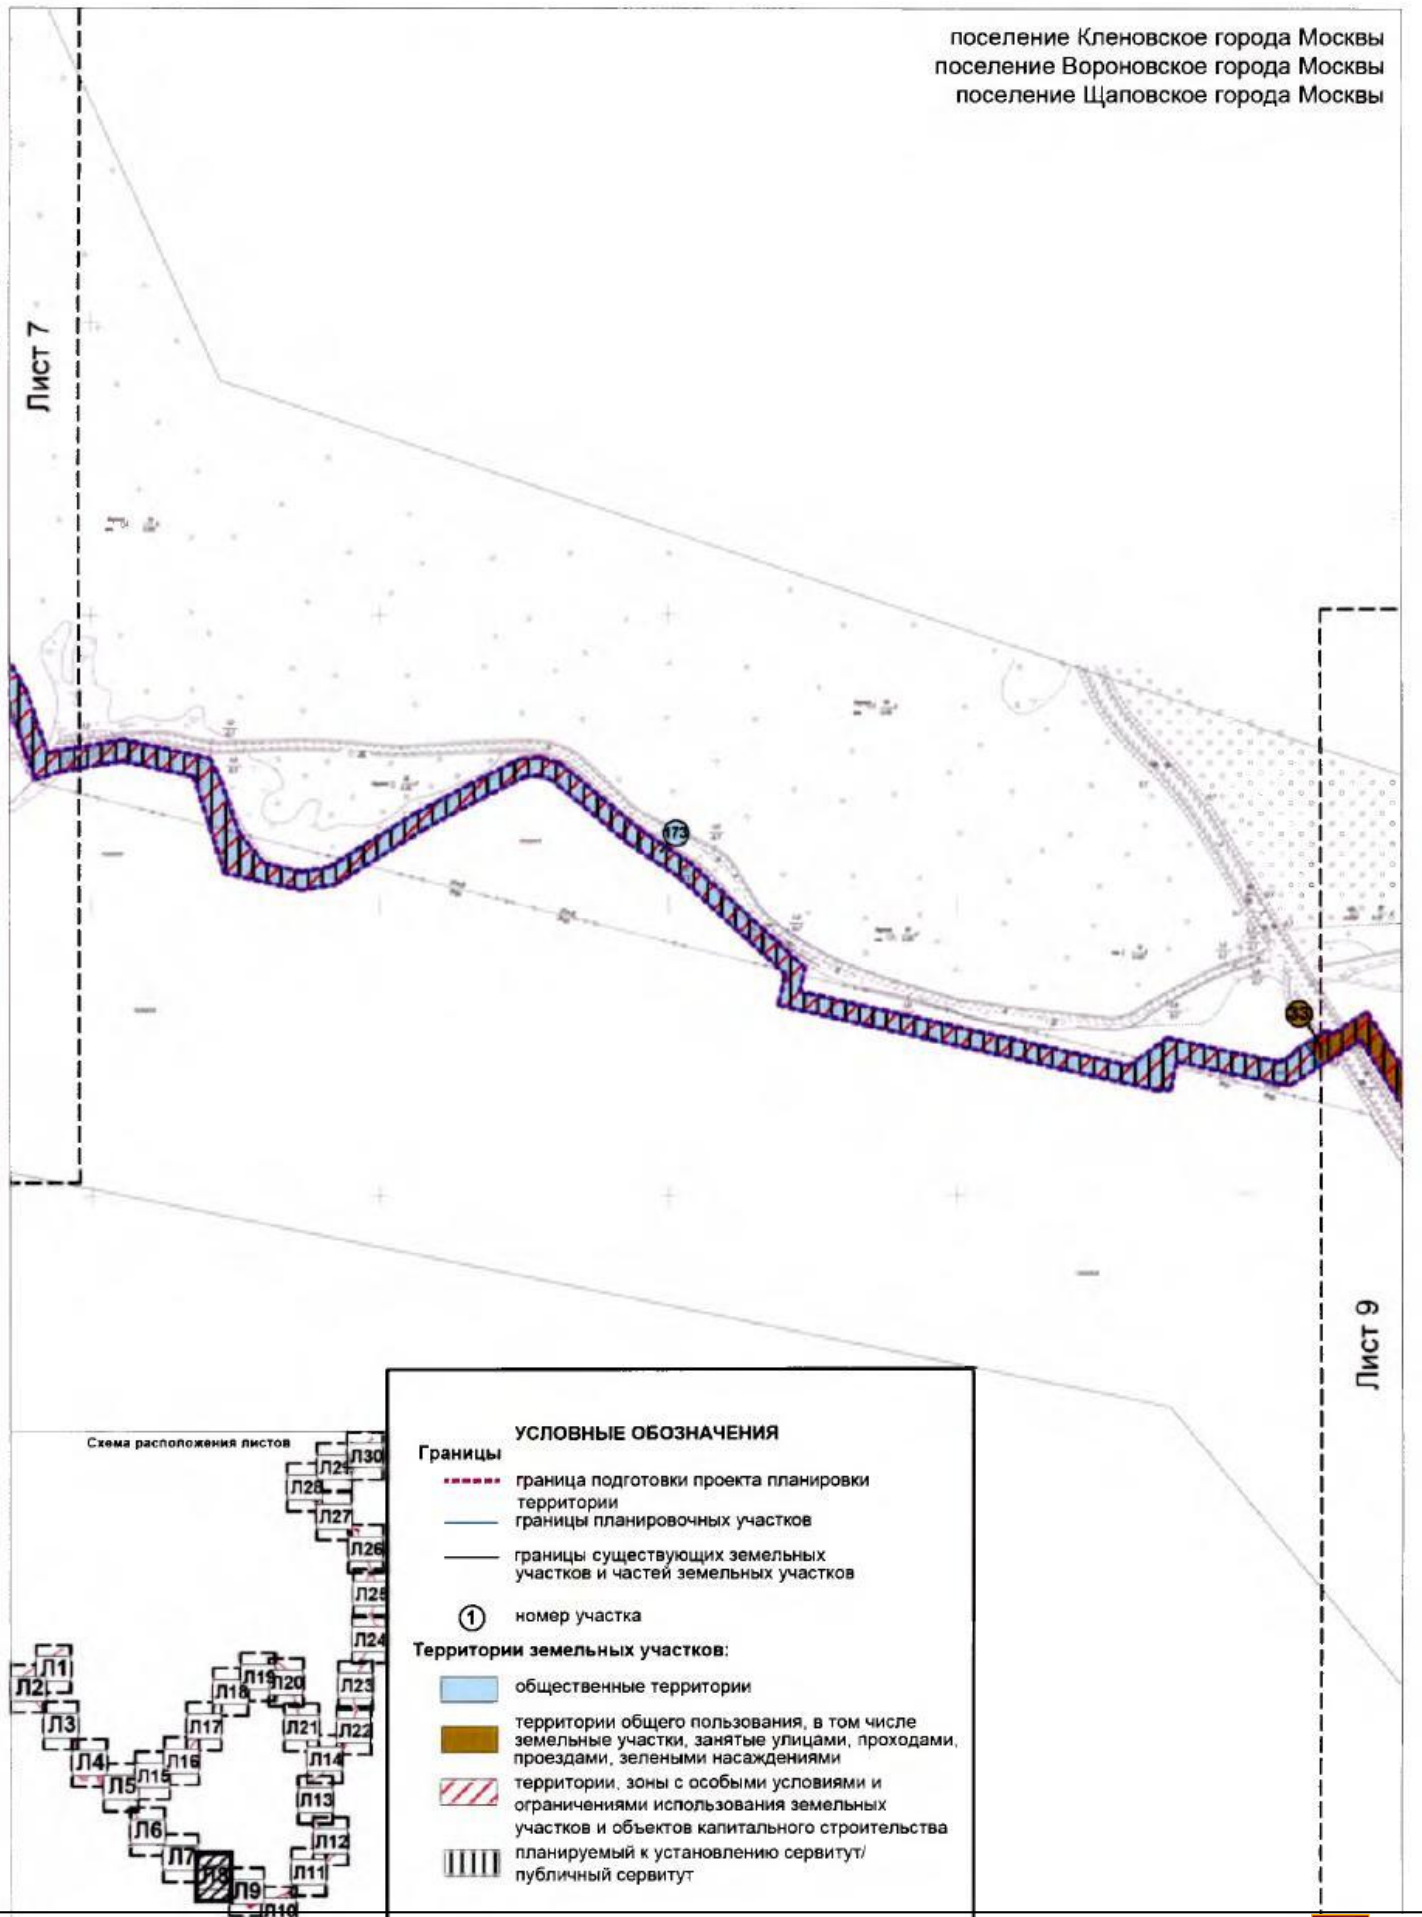 поселение Кленовское города Москвы
поселение Вороновское города Москвы
поселение Щаповское города Москвы
Лист 7
173
Лист 9
Схема расположения листов
Л30
Л29
Л28
Л27
Л26
Л25
Л24
Л1
Л2
Л19
Л20
Л23
Л18
Л3
Л17
Л21
Л22
Л4
Л16
Л14
Л5
Л15
Л13
Л6
Л12
Л7
Л8
Л11
Л9
Л10
УСЛОВНЫЕ ОБОЗНАЧЕНИЯ
Границы
граница подготовки проекта планировки
территории
границы планировочных участков
границы существующих земельных
участков и частей земельных участков
1 номер участка
Территории земельных участков:
общественные территории
территории общего пользования, в том числе
земельные участки, занятые улицами, проходами,
проездами, зелеными насаждениями
территории, зоны с особыми условиями и
ограничениями использования земельных
участков и объектов капитального строительства
планируемый к установлению сервитут/
публичный сервитут